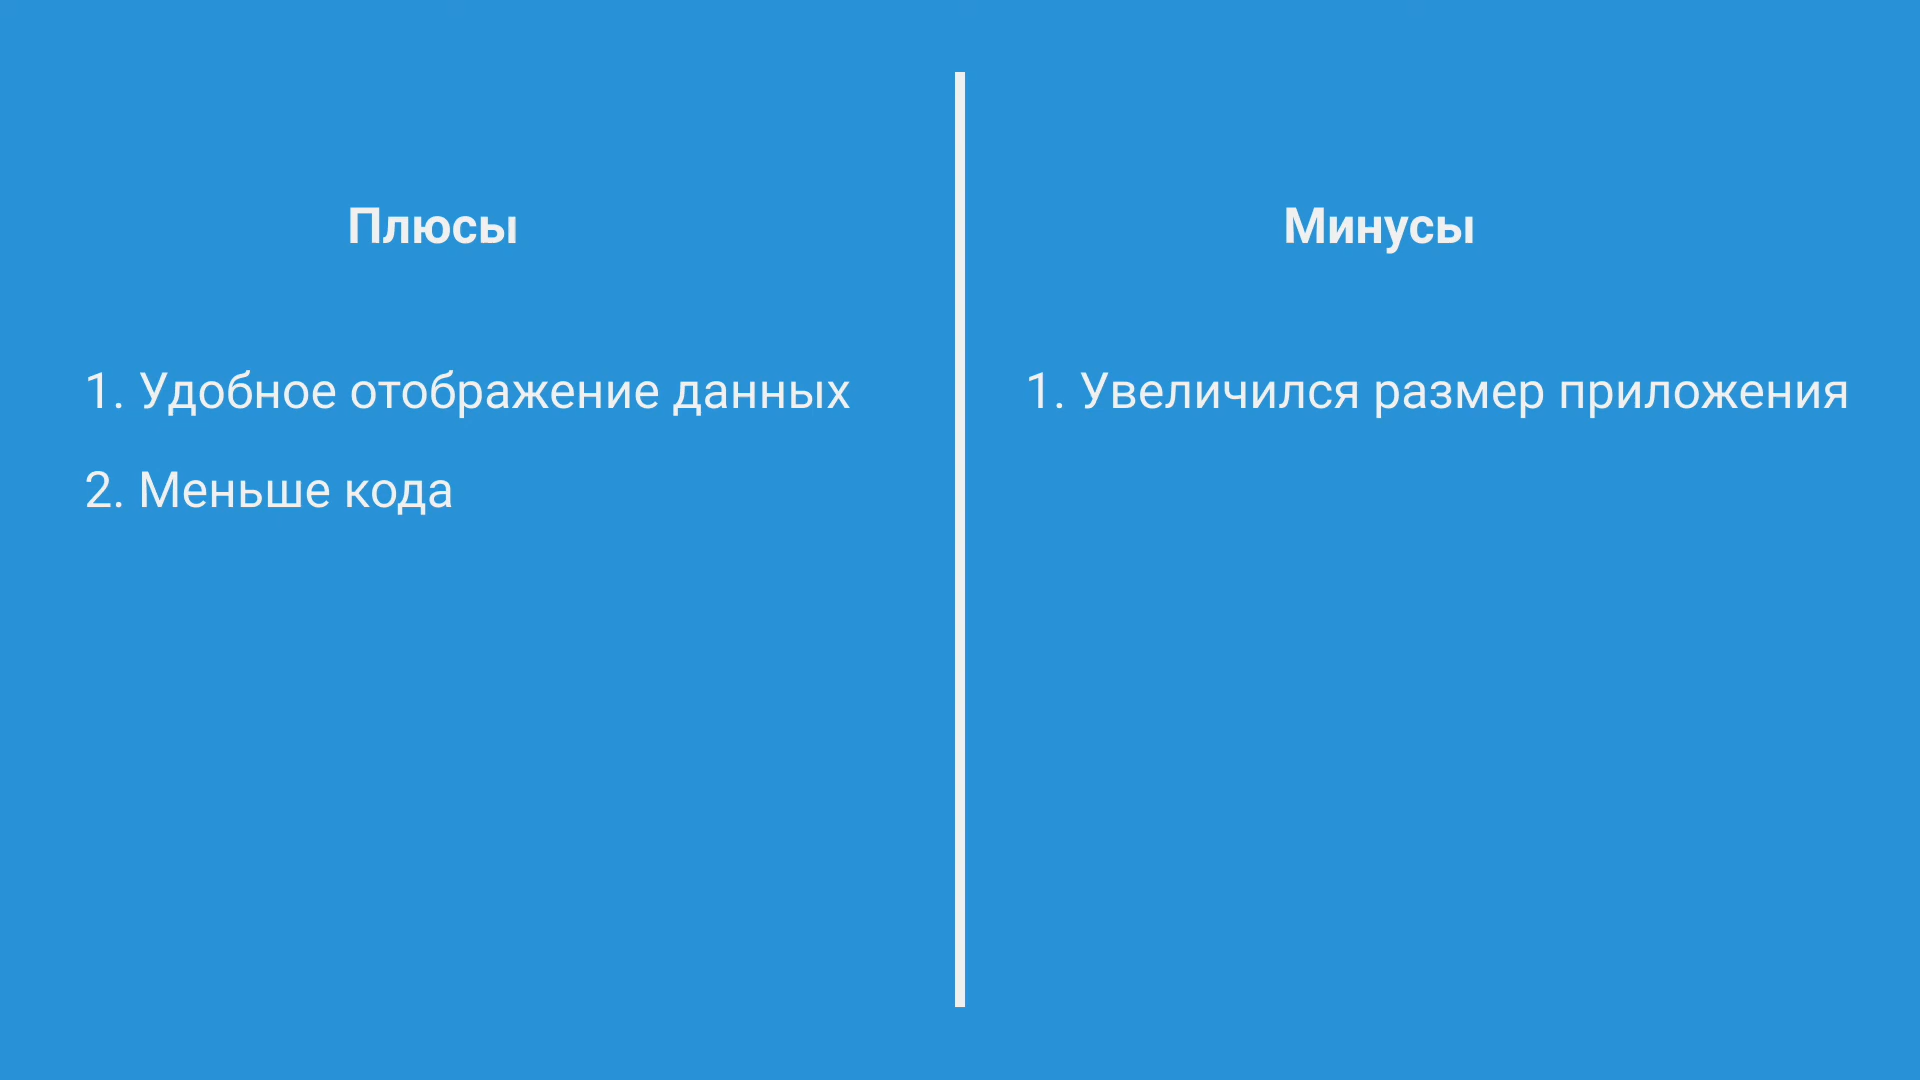 Плюсы
1. Удобное отображение данных
2. Меньше кода
Минусы
1. Увеличился размер приложения